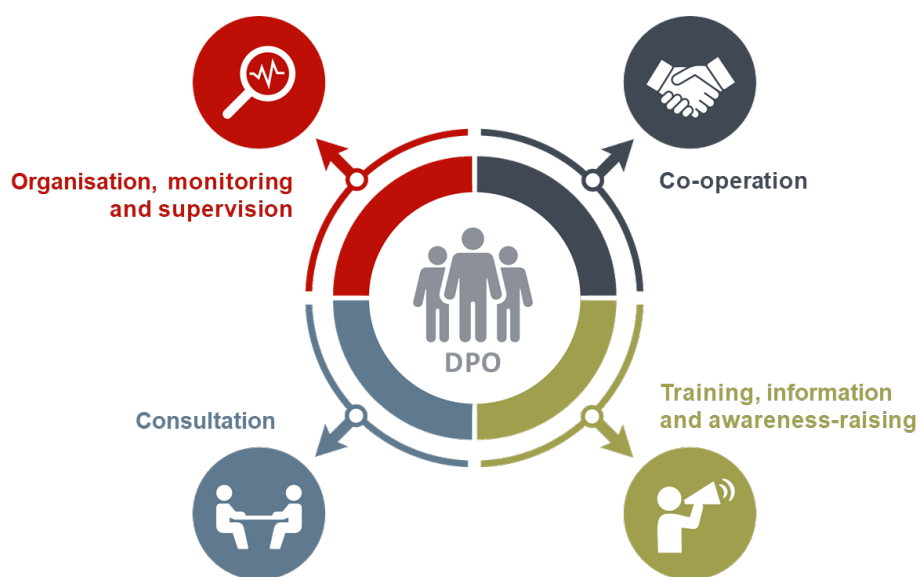 Organisation, monitoring
and supervision
Co-operation
DPO
Consultation
Training, information
and awareness-raising